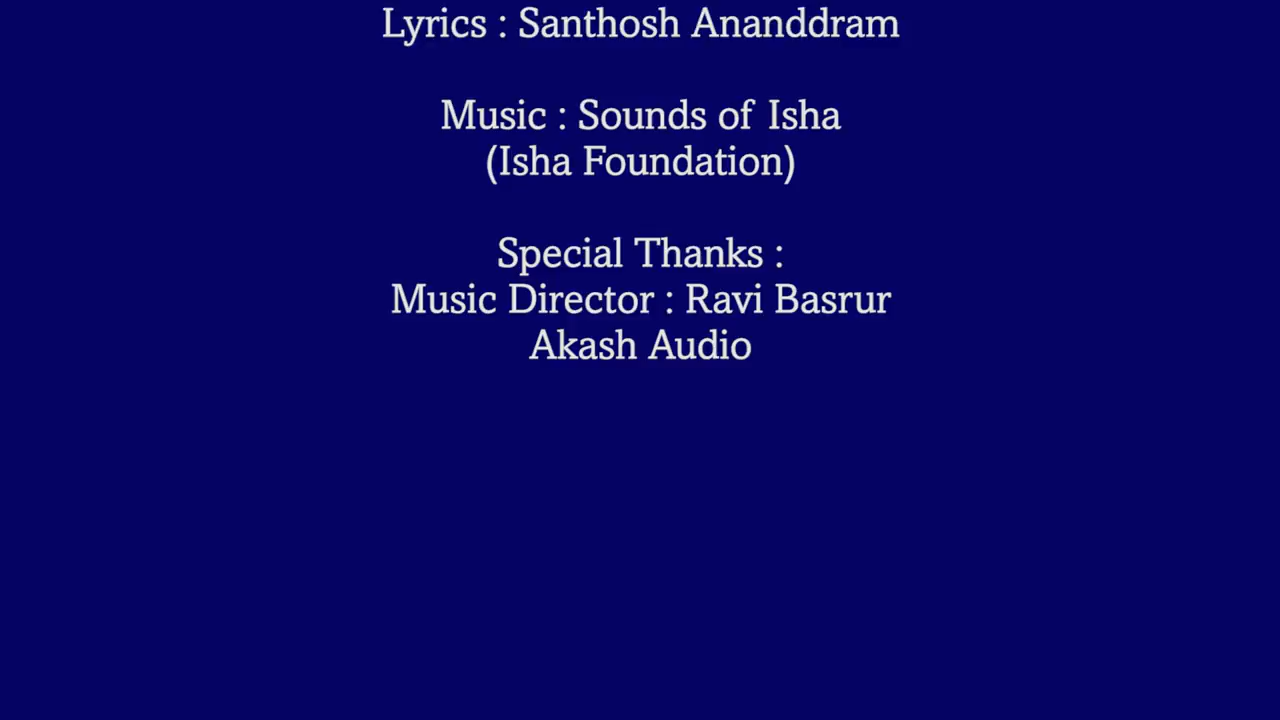 Lyrics : Santhosh Ananddram
Music : Sounds of Isha
(Isha Foundation)
Special Thanks :
Music Director : Ravi Basrur
Akash Audio